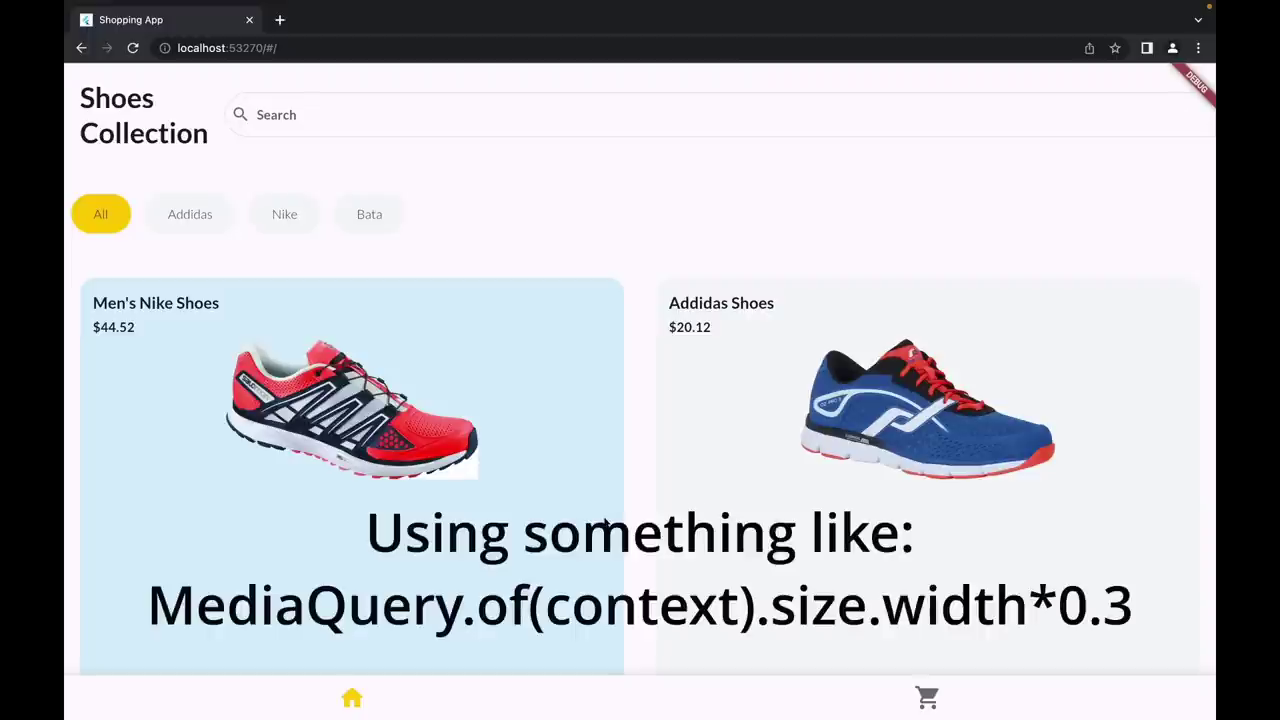 Shopping App
localhost:53270/#/
DEBUG
Shoes
Collection
Search
All
Addidas
Nike
Bata
Men's Nike Shoes
$44.52
Addidas Shoes
$20.12
Using something like:
MediaQuery.of(context).size.width*0.3